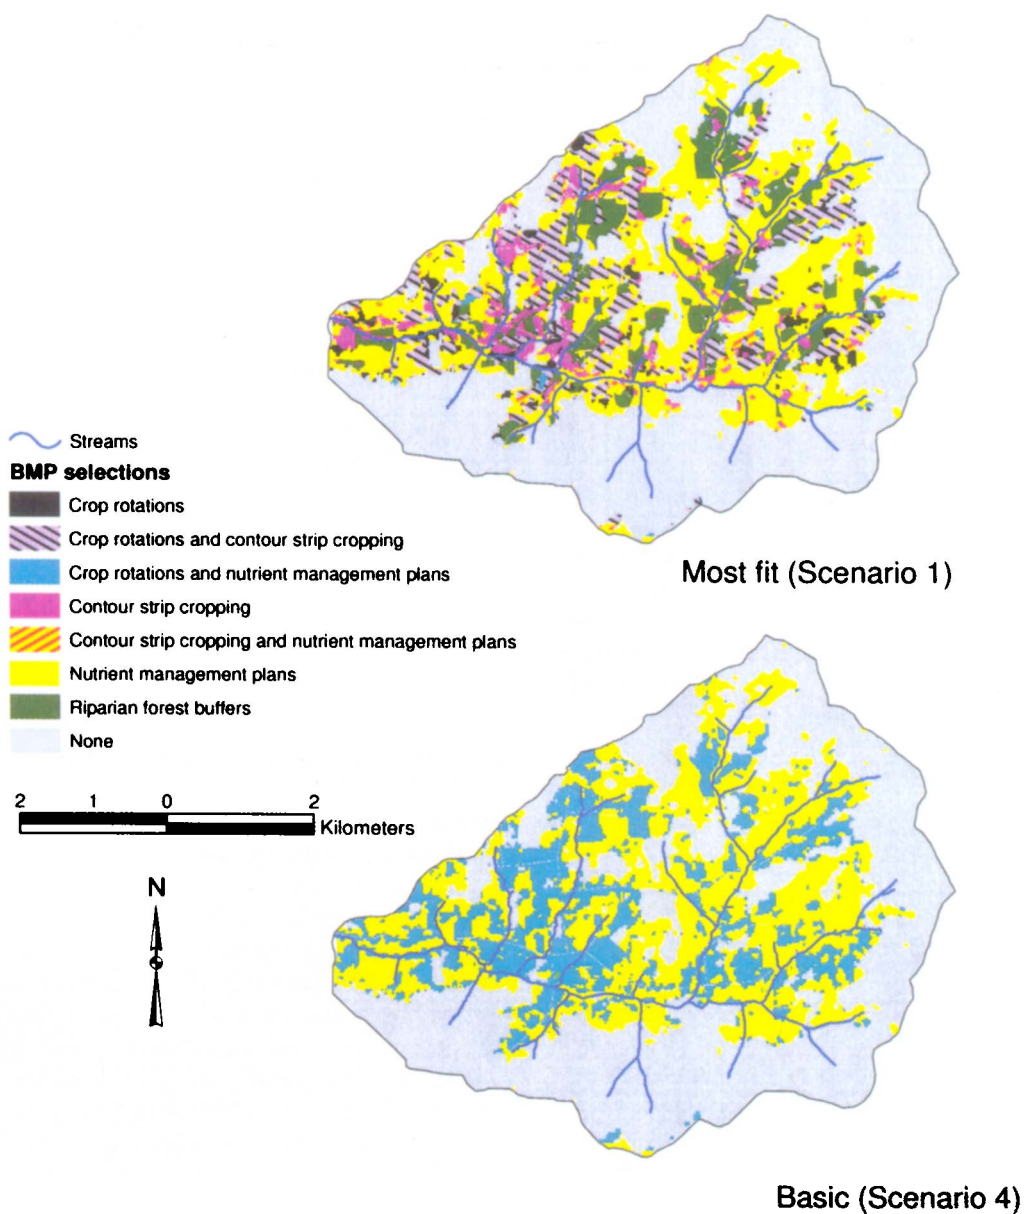 Streams
BMP selections
Crop rotations
Crop rotations and contour strip cropping
Crop rotations and nutrient management plans
Contour strip cropping
Contour strip cropping and nutrient management plans
Nutrient management plans
Riparian forest buffers
None
2 1 0 2
Kilometers
N
Most fit (Scenario 1)
Basic (Scenario 4)